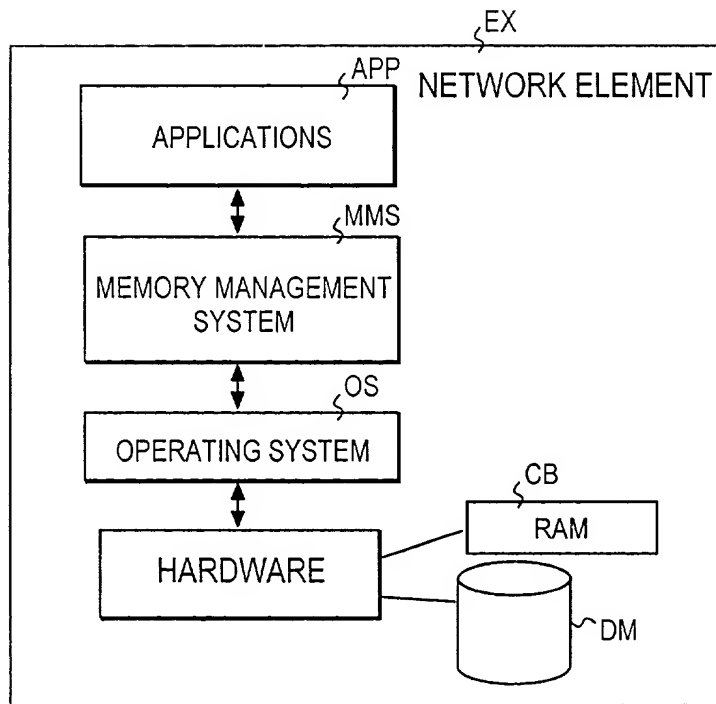 EX
APP
NETWORK ELEMENT
APPLICATIONS
MMS
MEMORY MANAGEMENT
SYSTEM
OS
OPERATING SYSTEM
CB
RAM
HARDWARE
DM